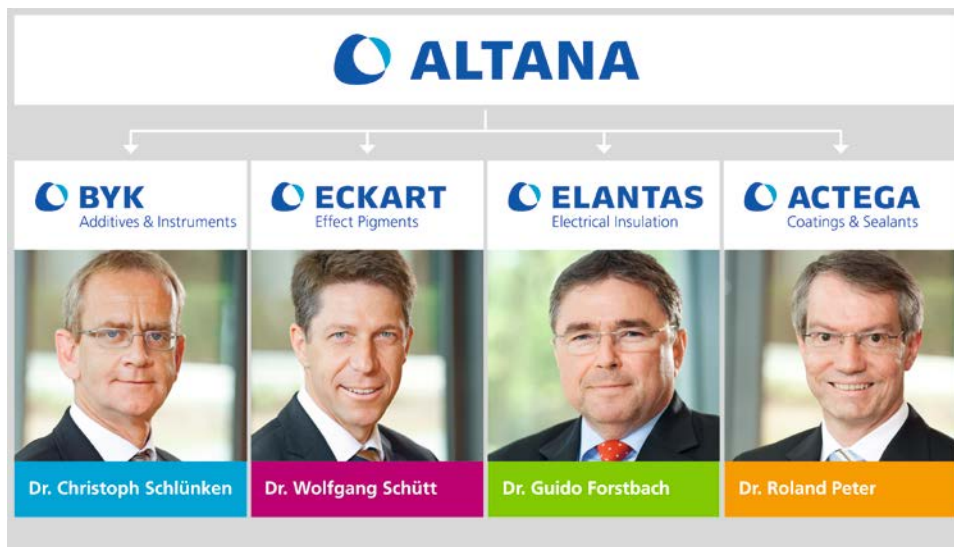 ALTANA
BYK
Additives & Instruments
ECKART
Effect Pigments
ELANTAS
Electrical Insulation
ACTEGA
Coatings & Sealants
Dr. Christoph Schlünken
Dr. Wolfgang Schütt
Dr. Guido Forstbach
Dr. Roland Peter